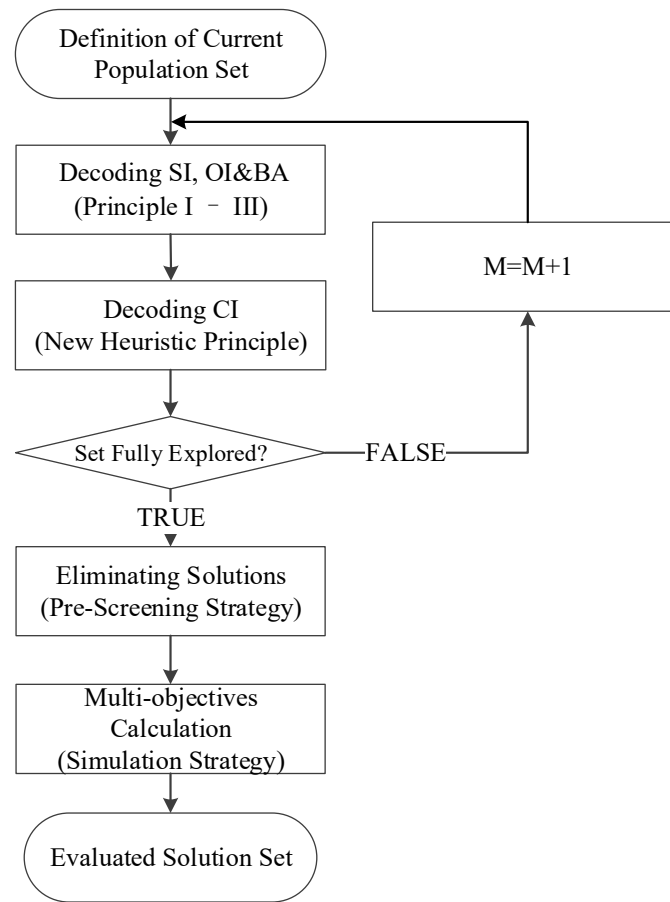 Definition of Current
Population Set
Decoding SI, OI&BA
(Principle I – III)
M=M+1
Decoding CI
(New Heuristic Principle)
Set Fully Explored?
FALSE
TRUE
Eliminating Solutions
(Pre-Screening Strategy)
Multi-objectives
Calculation
(Simulation Strategy)
Evaluated Solution Set